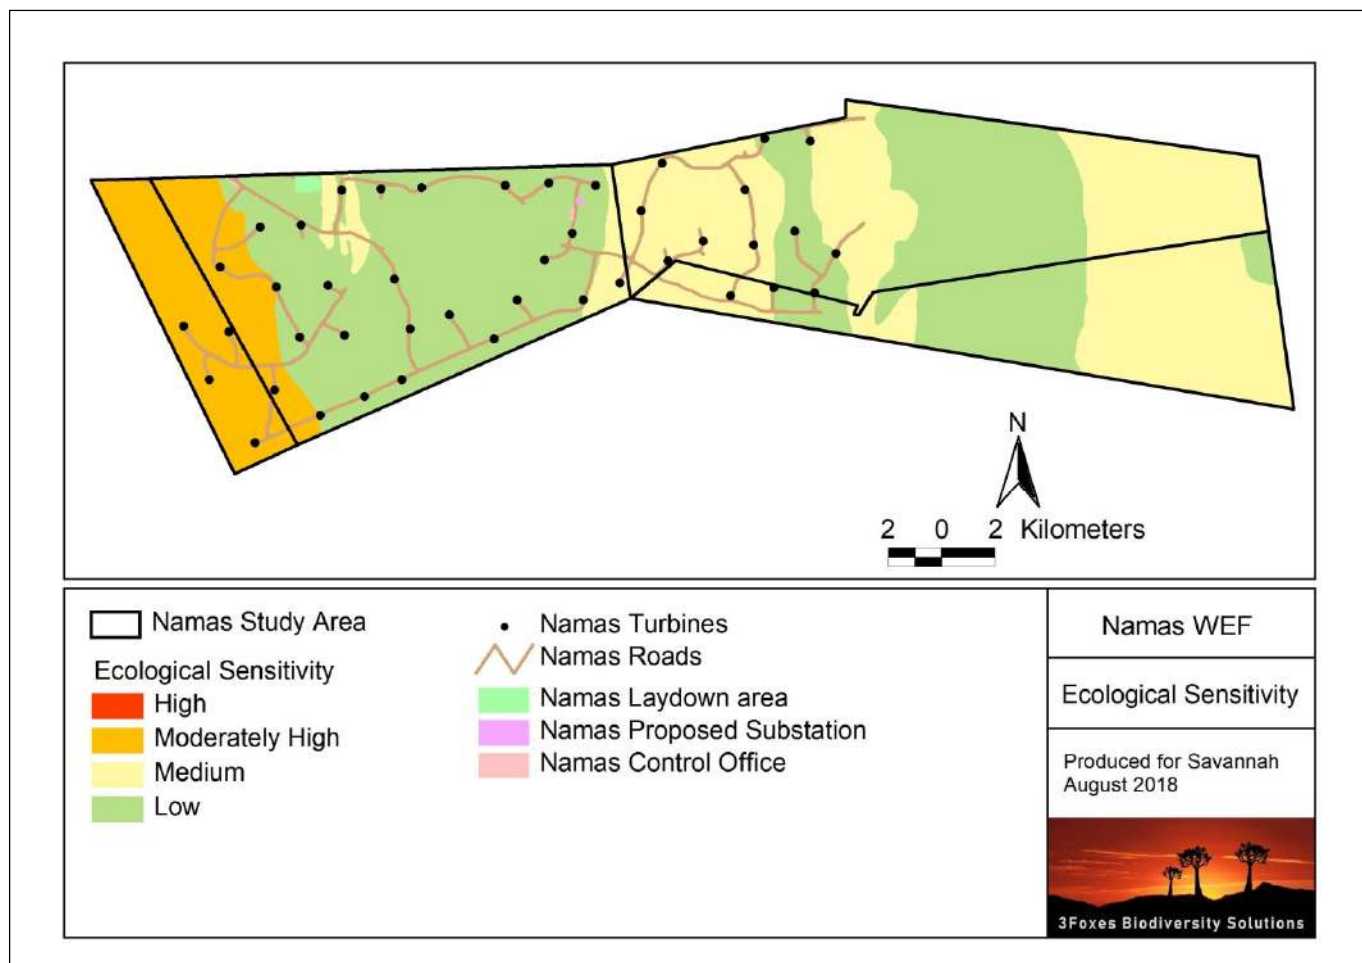 N
2 0 2 Kilometers
Namas Study Area
Ecological Sensitivity
High
Moderately High
Medium
Low
Namas Turbines
Namas Roads
Namas Laydown area
Namas Proposed Substation
Namas Control Office
Namas WEF
Ecological Sensitivity
Produced for Savannah
August 2018
3Foxes Biodiversity Solutions